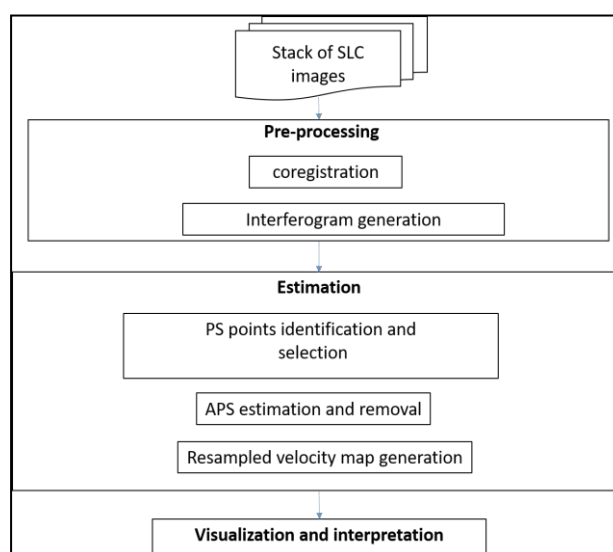 Stack of SLC
images
Pre-processing
coregistration
Interferogram generation
Estimation
PS points identification and
selection
APS estimation and removal
Resampled velocity map generation
Visualization and interpretation